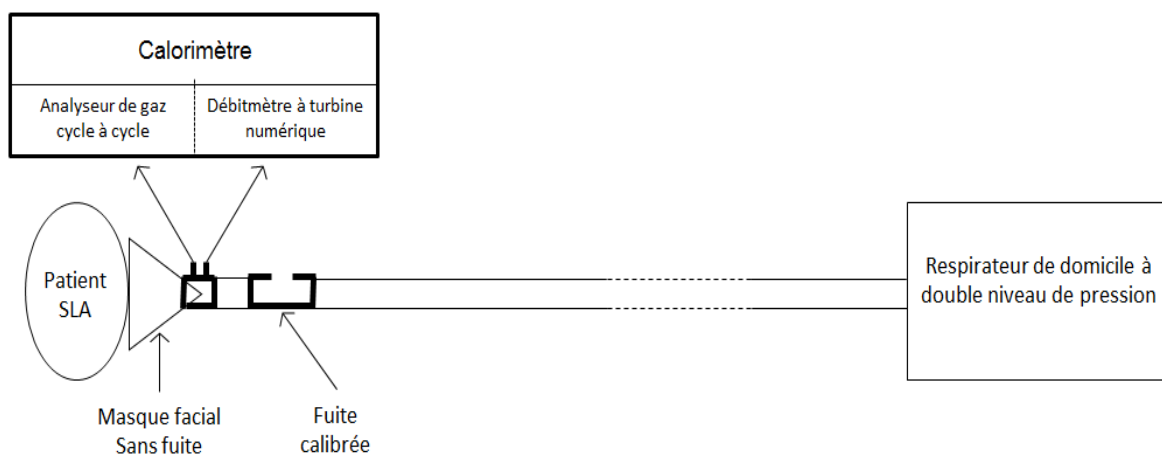 Calorimètre
Analyseur de gaz
cycle à cycle
Débitmètre à turbine
numérique
Patient
SLA
Respirateur de domicile à
double niveau de pression
Masque facial
Sans fuite
Fuite
calibrée